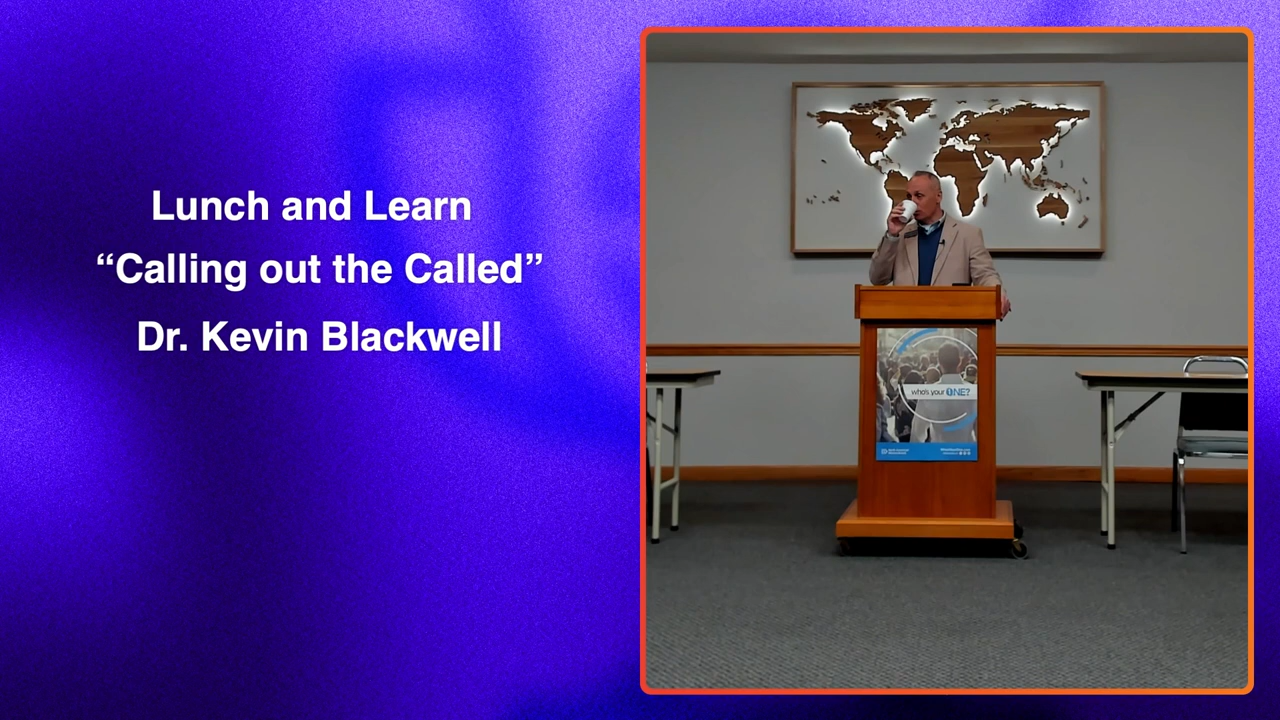 Lunch and Learn
“Calling out the Called”
Dr. Kevin Blackwell
who's your ONE?